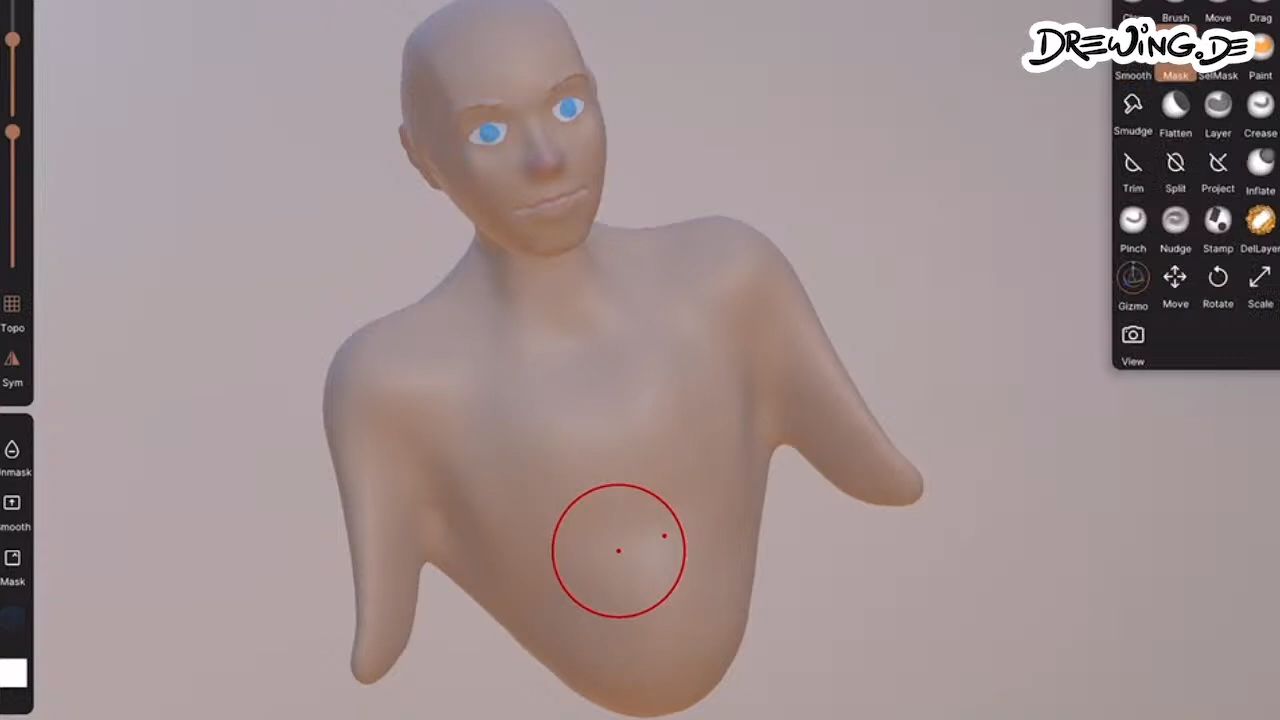 DREWING.DE
Brush Move Drag
Smooth Mask SelMask Paint
Smudge Flatten Layer Crease
Trim Split Project Inflate
Pinch Nudge Stamp DelLayer
Gizmo Move Rotate Scale
View
Topo
Sym
nmask
mooth
Mask